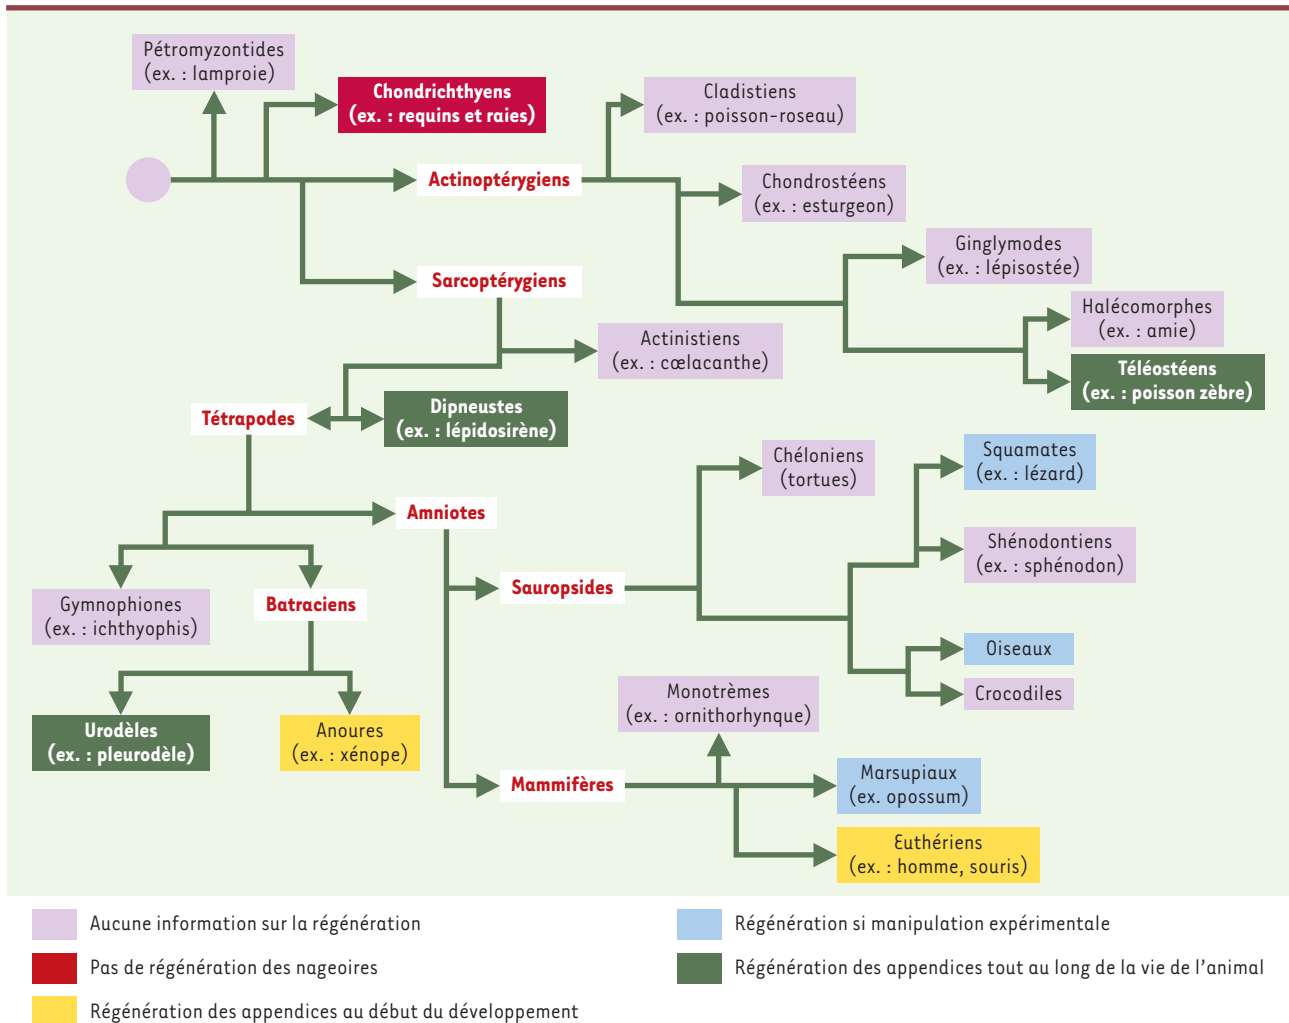 Pétromyzontides
(ex. : lamproie)
Chondrichthyens
(ex. : requins et raies)
Cladistiens
(ex. : poisson-roseau)
Actinoptérygiens
Chondrostéens
(ex. : esturgeon)
Ginglymodes
(ex. : lépisostée)
Sarcoptérygiens
Halécomorphes
(ex. : amie)
Actinistiens
(ex. : cœlacanthe)
Téléostéens
(ex. : poisson zèbre)
Tétrapodes
Dipneustes
(ex. : lépidosirène)
Chéloniens
(tortues)
Squamates
(ex. : lézard)
Amniotes
Shénodontiens
(ex. : sphénodon)
Sauropsides
Gymnophiones
(ex. : ichthyophis)
Batraciens
Oiseaux
Crocodiles
Monotrèmes
(ex. : ornithorhynque)
Urodèles
(ex. : pleurodèle)
Anoures
(ex. : xénope)
Mammifères
Marsupiaux
(ex. opossum)
Euthériens
(ex. : homme, souris)
Aucune information sur la régénération
Pas de régénération des nageoires
Régénération des appendices au début du développement
Régénération si manipulation expérimentale
Régénération des appendices tout au long de la vie de l'animal